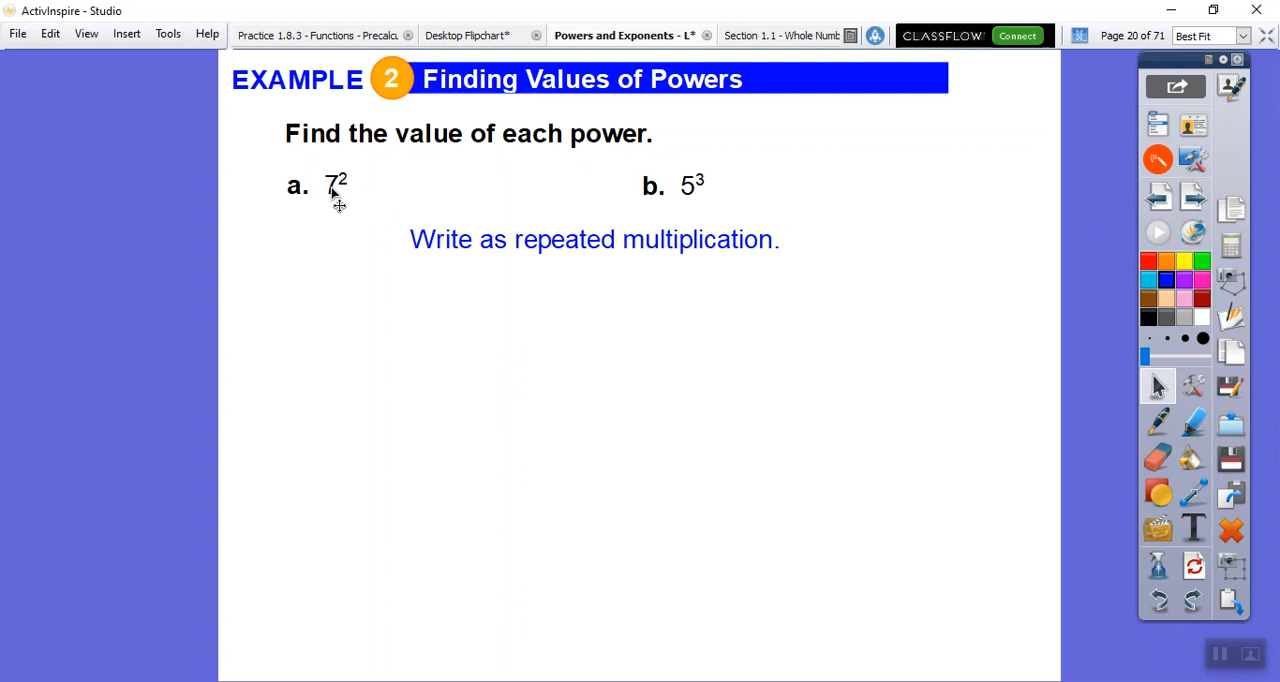 ActivInspire - Studio
File Edit View Insert Tools Help
Practice 1.8.3 - Functions - Precalc
Desktop Flipchart*
Powers and Exponents - L*
Section 1.1 - Whole Numb
CLASSFLOW Connect
Page 20 of 71
Best Fit
EXAMPLE 2 Finding Values of Powers
Find the value of each power.
a. 7² b. 5³
Write as repeated multiplication.